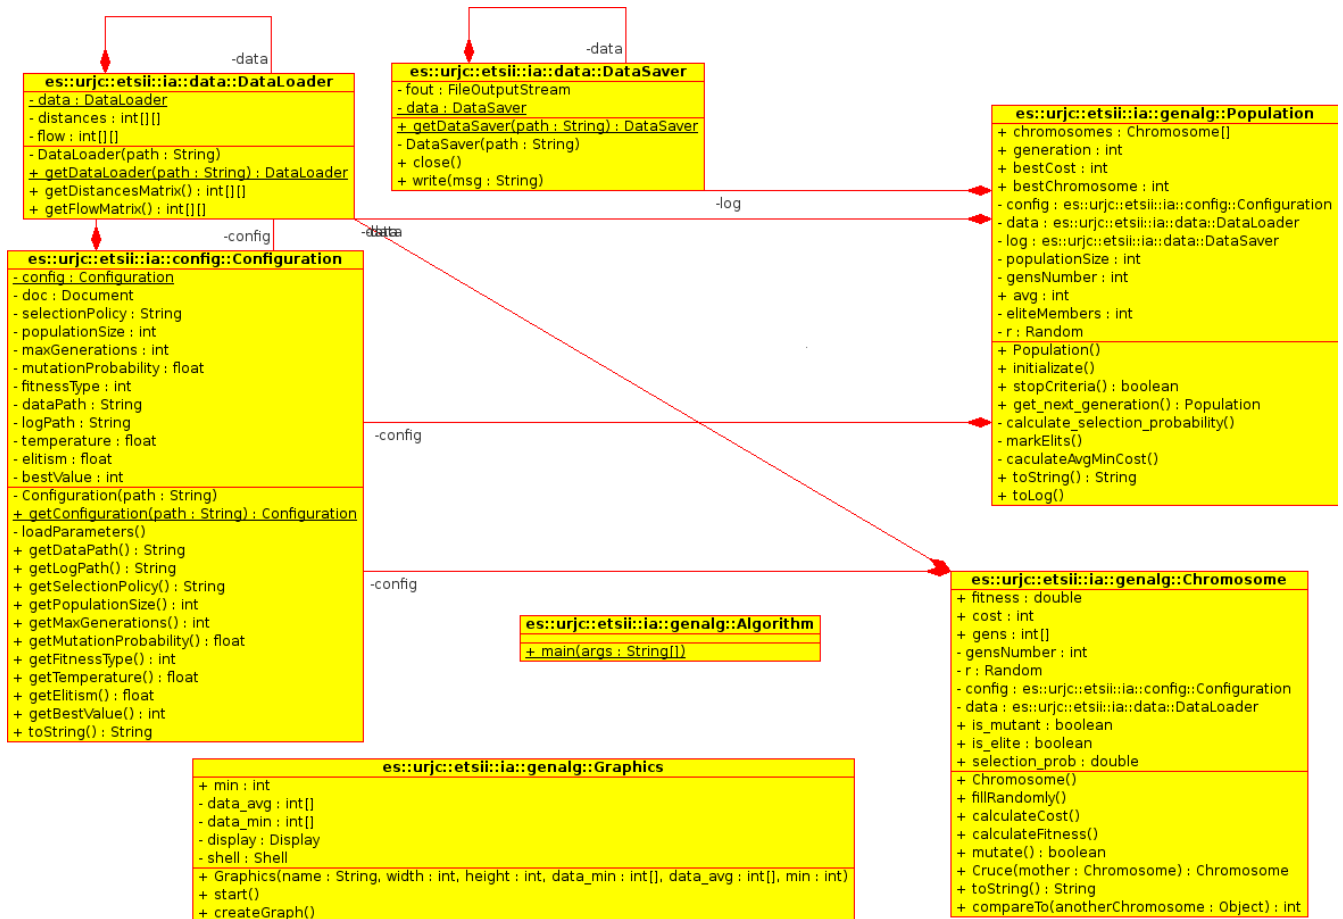 -data
es::urjc::etsii::ia::data::DataLoader
- data : DataLoader
- distances : int[][]
- flow : int[][]
- DataLoader(path : String)
+ getDataLoader(path : String) : DataLoader
+ getDistancesMatrix() : int[][]
+ getFlowMatrix() : int[][]
-data
es::urjc::etsii::ia::data::DataSaver
- fout : FileOutputStream
- data : DataSaver
+ getDataSaver(path : String) : DataSaver
- DataSaver(path : String)
+ close()
+ write(msg : String)
es::urjc::etsii::ia::genalg::Population
+ chromosomes : Chromosome[]
+ generation : int
+ bestCost : int
+ bestChromosome : int
- config : es::urjc::etsii::ia::config::Configuration
- data : es::urjc::etsii::ia::data::DataLoader
- log : es::urjc::etsii::ia::data::DataSaver
- populationSize : int
- gensNumber : int
+ avg : int
- eliteMembers : int
- r : Random
+ Population()
+ initializate()
+ stopCriteria() : boolean
+ get_next_generation() : Population
- calculate_selection_probability()
- markElits()
- caculateAvgMinCost()
+ toString() : String
+ toLog()
-log
-config
-data
es::urjc::etsii::ia::config::Configuration
- config : Configuration
- doc : Document
- selectionPolicy : String
- populationSize : int
- maxGenerations : int
- mutationProbability : float
- fitnessType : int
- dataPath : String
- logPath : String
- temperature : float
- elitism : float
- bestValue : int
- Configuration(path : String)
+ getConfiguration(path : String) : Configuration
- loadParameters()
+ getDataPath() : String
+ getLogPath() : String
+ getSelectionPolicy() : String
+ getPopulationSize() : int
+ getMaxGenerations() : int
+ getMutationProbability() : float
+ getFitnessType() : int
+ getTemperature() : float
+ getElitism() : float
+ getBestValue() : int
+ toString() : String
-config
-config
es::urjc::etsii::ia::genalg::Chromosome
+ fitness : double
+ cost : int
+ gens : int[]
- gensNumber : int
- r : Random
- config : es::urjc::etsii::ia::config::Configuration
- data : es::urjc::etsii::ia::data::DataLoader
+ is_mutant : boolean
+ is_elite : boolean
+ selection_prob : double
+ Chromosome()
+ fillRandomly()
+ calculateCost()
+ calculateFitness()
+ mutate() : boolean
+ Cruce(mother : Chromosome) : Chromosome
+ toString() : String
+ compareTo(anotherChromosome : Object) : int
es::urjc::etsii::ia::genalg::Algorithm
+ main(args : String[])
es::urjc::etsii::ia::genalg::Graphics
+ min : int
- data_avg : int[]
- data_min : int[]
- display : Display
- shell : Shell
+ Graphics(name : String, width : int, height : int, data_min : int[], data_avg : int[], min : int)
+ start()
+ createGraph()